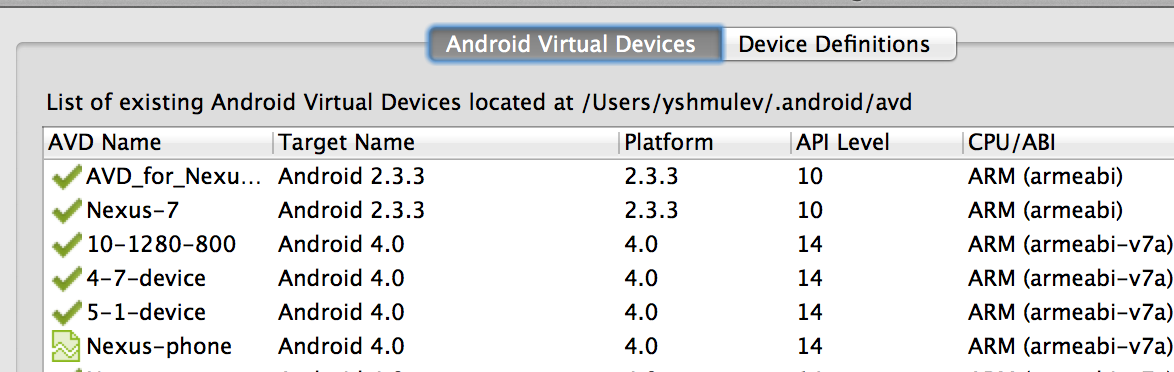 Android Virtual Devices Device Definitions
List of existing Android Virtual Devices located at /Users/yshmulev/.android/avd
AVD Name Target Name Platform API Level CPU/ABI
AVD_for_Nexu... Android 2.3.3 2.3.3 10 ARM (armeabi)
Nexus-7 Android 2.3.3 2.3.3 10 ARM (armeabi)
10-1280-800 Android 4.0 4.0 14 ARM (armeabi-v7a)
4-7-device Android 4.0 4.0 14 ARM (armeabi-v7a)
5-1-device Android 4.0 4.0 14 ARM (armeabi-v7a)
Nexus-phone Android 4.0 4.0 14 ARM (armeabi-v7a)